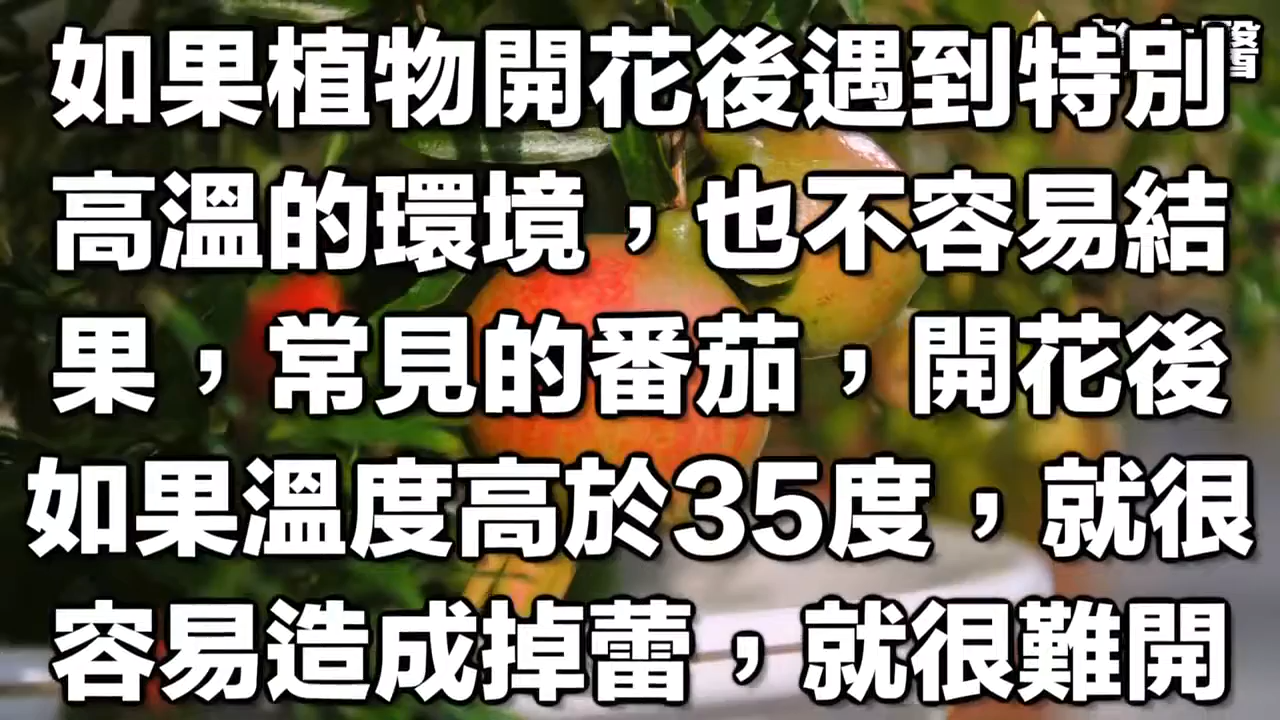 如果植物開花後遇到特別
高溫的環境，也不容易結
果，常見的番茄，開花後
如果溫度高於35度，就很
容易造成掉蕾，就很難開